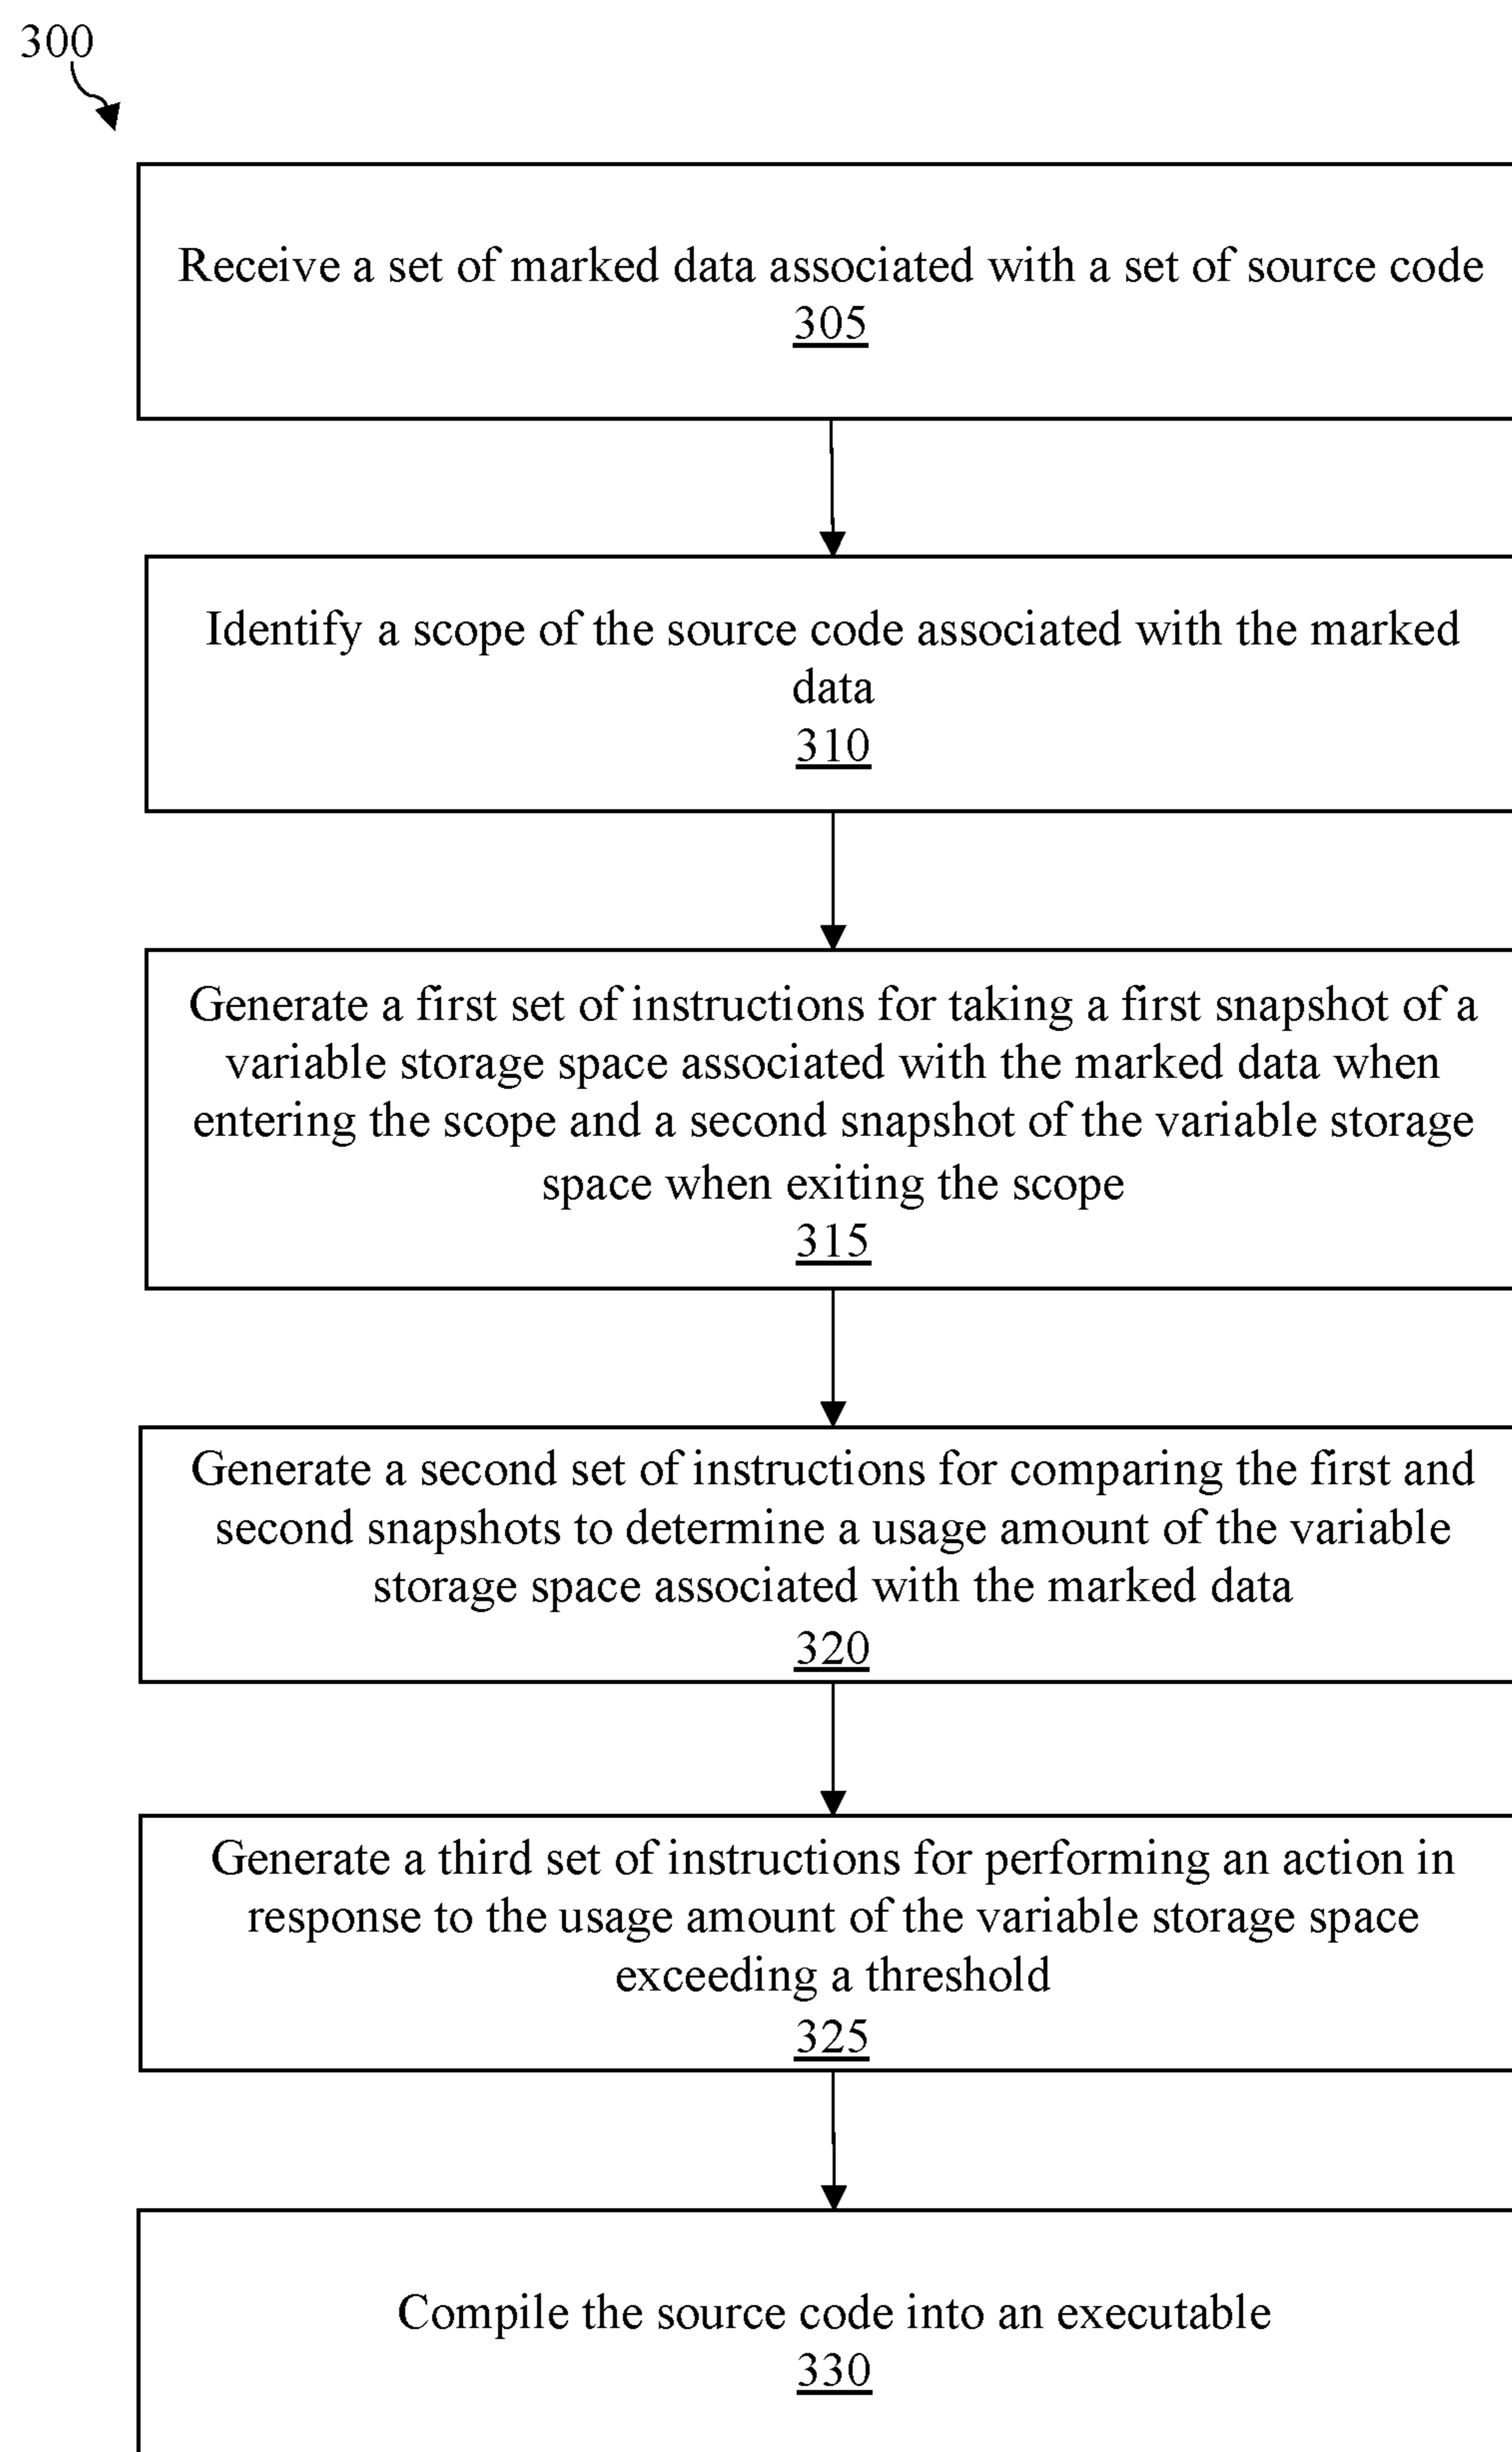 300
Receive a set of marked data associated with a set of source code
305
Identify a scope of the source code associated with the marked
data
310
Generate a first set of instructions for taking a first snapshot of a
variable storage space associated with the marked data when
entering the scope and a second snapshot of the variable storage
space when exiting the scope
315
Generate a second set of instructions for comparing the first and
second snapshots to determine a usage amount of the variable
storage space associated with the marked data
320
Generate a third set of instructions for performing an action in
response to the usage amount of the variable storage space
exceeding a threshold
325
Compile the source code into an executable
330